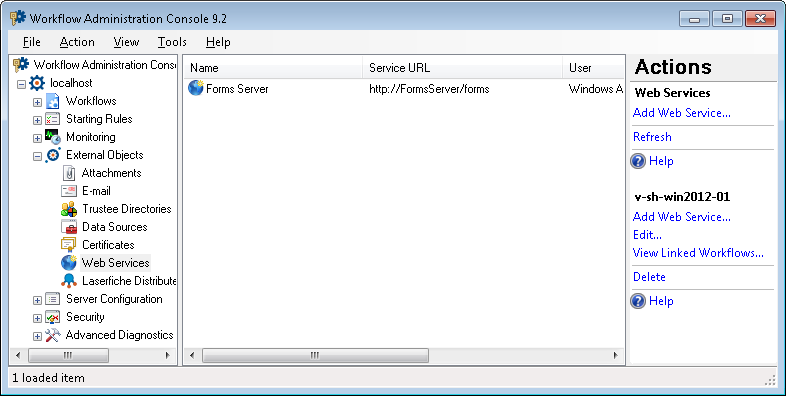 Workflow Administration Console 9.2
File Action View Tools Help
Workflow Administration Conso
localhost
Workflows
Starting Rules
Monitoring
External Objects
Attachments
E-mail
Trustee Directories
Data Sources
Certificates
Web Services
Laserfiche Distribute
Server Configuration
Security
Advanced Diagnostics
Name Service URL User
Forms Server http://FormsServer/forms Windows A
Actions
Web Services
Add Web Service...
Refresh
Help
v-sh-win2012-01
Add Web Service...
Edit...
View Linked Workflows...
Delete
Help
1 loaded item